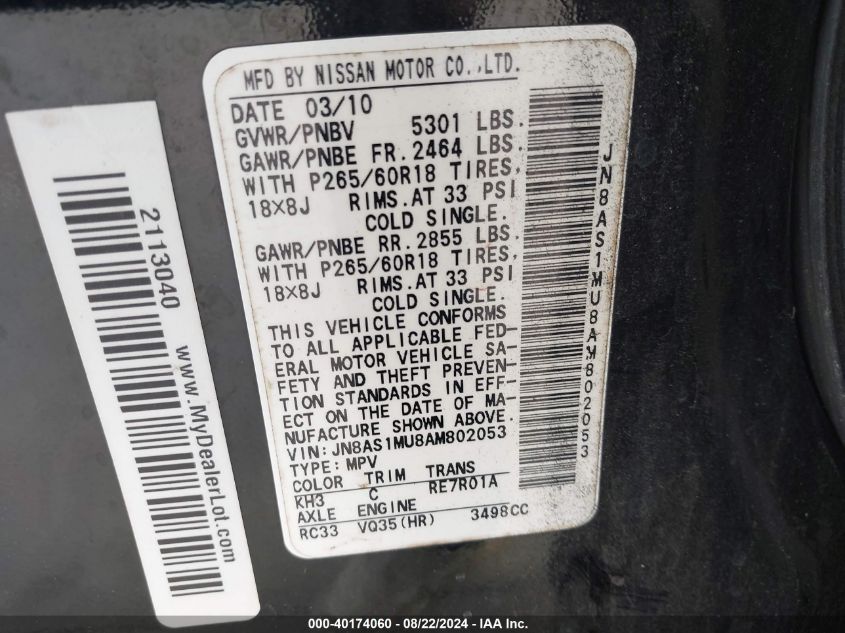 MFD BY NISSAN MOTOR CO.,LTD.
DATE 03/10
GVWR/PNBV 5301 LBS.
GAWR/PNBE FR. 2464 LBS.
WITH P265/60R18 TIRES,
18×8J RIMS. AT 33 PSI
COLD SINGLE.
GAWR/PNBE RR. 2855 LBS.
WITH P265/60R18 TIRES,
18×8J RIMS. AT 33 PSI
COLD SINGLE.
THIS VEHICLE CONFORMS
TO ALL APPLICABLE FED-
ERAL MOTOR VEHICLE SA-
FETY AND THEFT PREVEN-
TION STANDARDS IN EFF-
ECT ON THE DATE OF MA-
NUFACTURE SHOWN ABOVE.
VIN: JN8AS1MU8AM802053
TYPE: MPV
COLOR TRIM TRANS
KH3 C RE7R01A
AXLE ENGINE
RC33 VQ35(HR) 3498CC
JN8AS1MU8AM802053
2113040
www.MyDealerLot.com
000-40174060 - 08/22/2024 - IAA Inc.